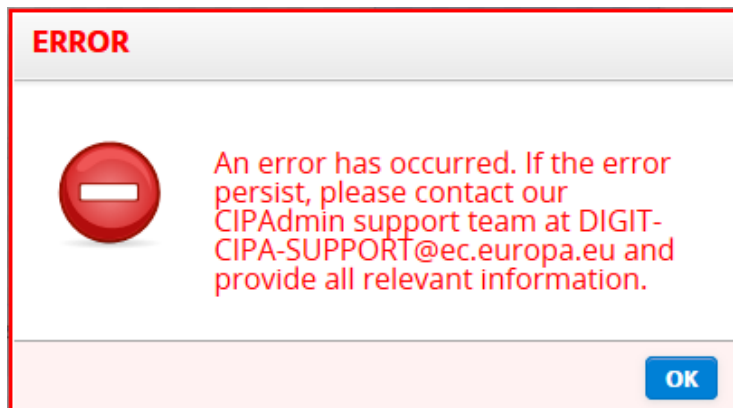 ERROR
An error has occurred. If the error
persist, please contact our
CIPAdmin support team at DIGIT-
CIPA-SUPPORT@ec.europa.eu and
provide all relevant information.
OK